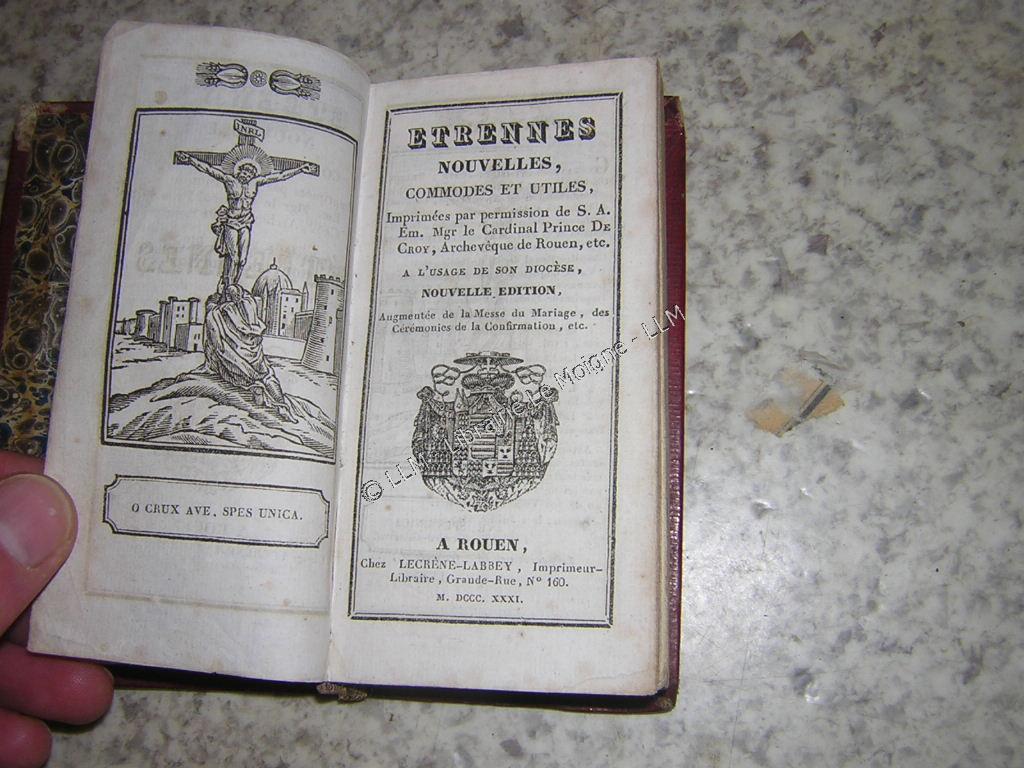 INRI.
O CRUX AVE, SPES UNICA.
ETRENNES
NOUVELLES,
COMMODES ET UTILES,
Imprimées par permission de S. A.
Em. Mgr le Cardinal Prince DE
CROY, Archevêque de Rouen, etc.
A L'USAGE DE SON DIOCÈSE,
NOUVELLE EDITION,
Augmentée de la Messe du Mariage, des
Cérémonies de la Confirmation, etc.
A ROUEN,
Chez LECRÊNE-LABBEY, Imprimeur-
Libraire, Grande-Rue, N° 160.
M. DCCC. XXXI.
© LLM - Librairie Le Moigne - LLM